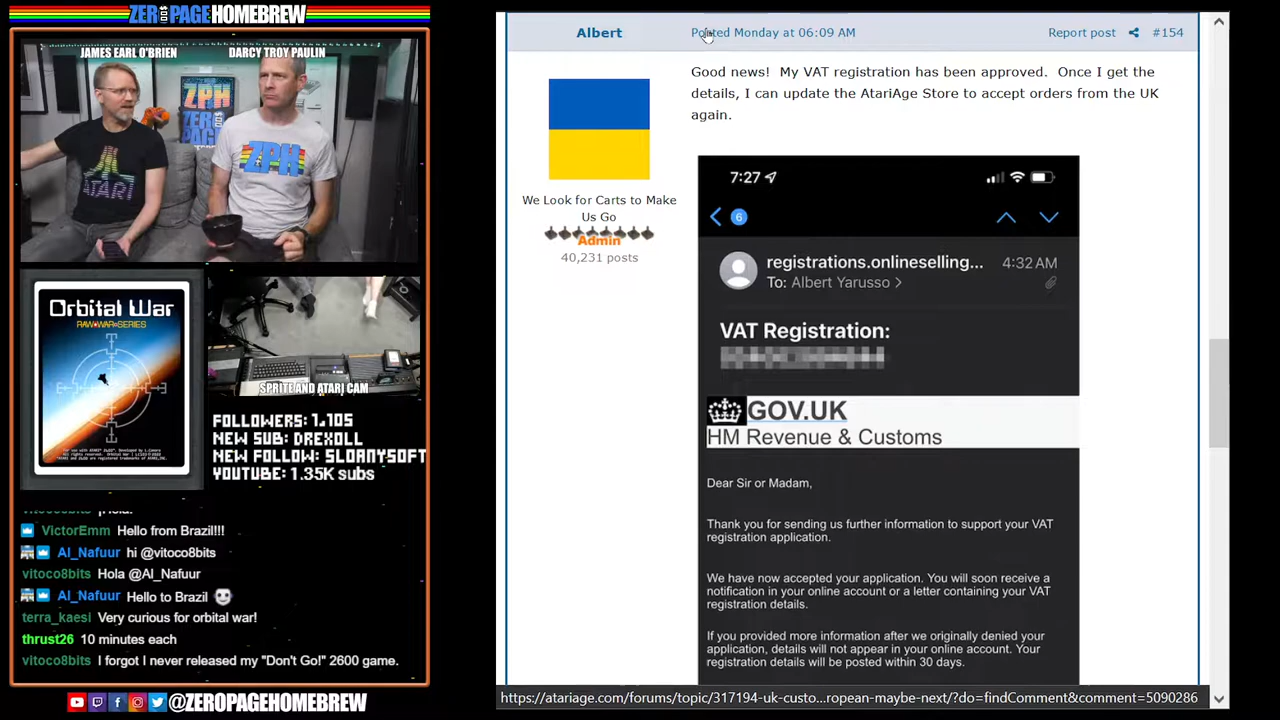 ZEROPAGEHOMEBREW
JAMES EARL O'BRIEN
DARCY TROY PAULIN
ATARI
ZPH
ZPH
Orbital War
RAW•WAR•SERIES
SPRITE AND ATARI CAM
FOLLOWERS: 1,105
NEW SUB: DREXOLL
NEW FOLLOW: SLOANYSOFT
YOUTUBE: 1.35K subs
vitoco8bits ¡Hola!
VictorEmm Hello from Brazil!!!
Al_Nafuur hi @vitoco8bits
vitoco8bits Hola @Al_Nafuur
Al_Nafuur Hello to Brazil
terra_kaesi Very curious for orbital war!
thrust26 10 minutes each
vitoco8bits I forgot I never released my "Don't Go!" 2600 game.
@ZEROPAGEHOMEBREW
Albert
Posted Monday at 06:09 AM
Report post
#154
Good news! My VAT registration has been approved. Once I get the
details, I can update the AtariAge Store to accept orders from the UK
again.
We Look for Carts to Make
Us Go
Admin
40,231 posts
7:27
6
registrations.onlineselling...
4:32 AM
To: Albert Yarusso >
VAT Registration:
GOV.UK
HM Revenue & Customs
Dear Sir or Madam,
Thank you for sending us further information to support your VAT
registration application.
We have now accepted your application. You will soon receive a
notification in your online account or a letter containing your VAT
registration details.
If you provided more information after we originally denied your
application, details will not appear in your online account. Your
registration details will be posted within 30 days.
https://atariage.com/forums/topic/317194-uk-custo...opean-maybe-next/?do=findComment&comment=5090286